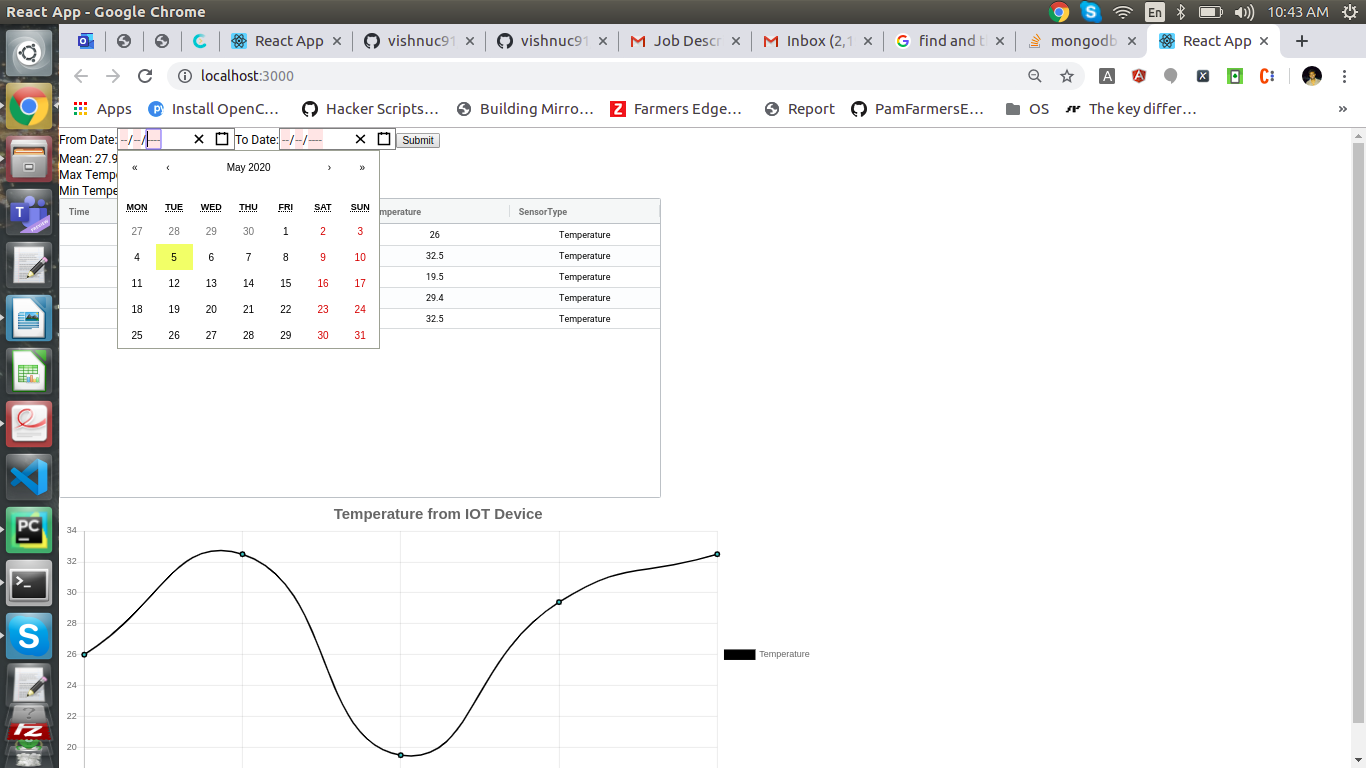 React App - Google Chrome En 10:43 AM
React App vishnuc91 vishnuc91 Job Descr Inbox (2,1 find and t mongodb React App
localhost:3000
Apps Install OpenC… Hacker Scripts… Building Mirro… Farmers Edge… Report PamFarmersE… OS The key differ… »
From Date: --/--/---- To Date: --/--/---- Submit
Mean: 27.9
Max Tempe
Min Tempe
« ‹ May 2020 › »
MON TUE WED THU FRI SAT SUN
27 28 29 30 1 2 3
4 5 6 7 8 9 10
11 12 13 14 15 16 17
18 19 20 21 22 23 24
25 26 27 28 29 30 31
Time mperature SensorType
26 Temperature
32.5 Temperature
19.5 Temperature
29.4 Temperature
32.5 Temperature
Temperature from IOT Device
34
32
30
28
26
24
22
20
Temperature